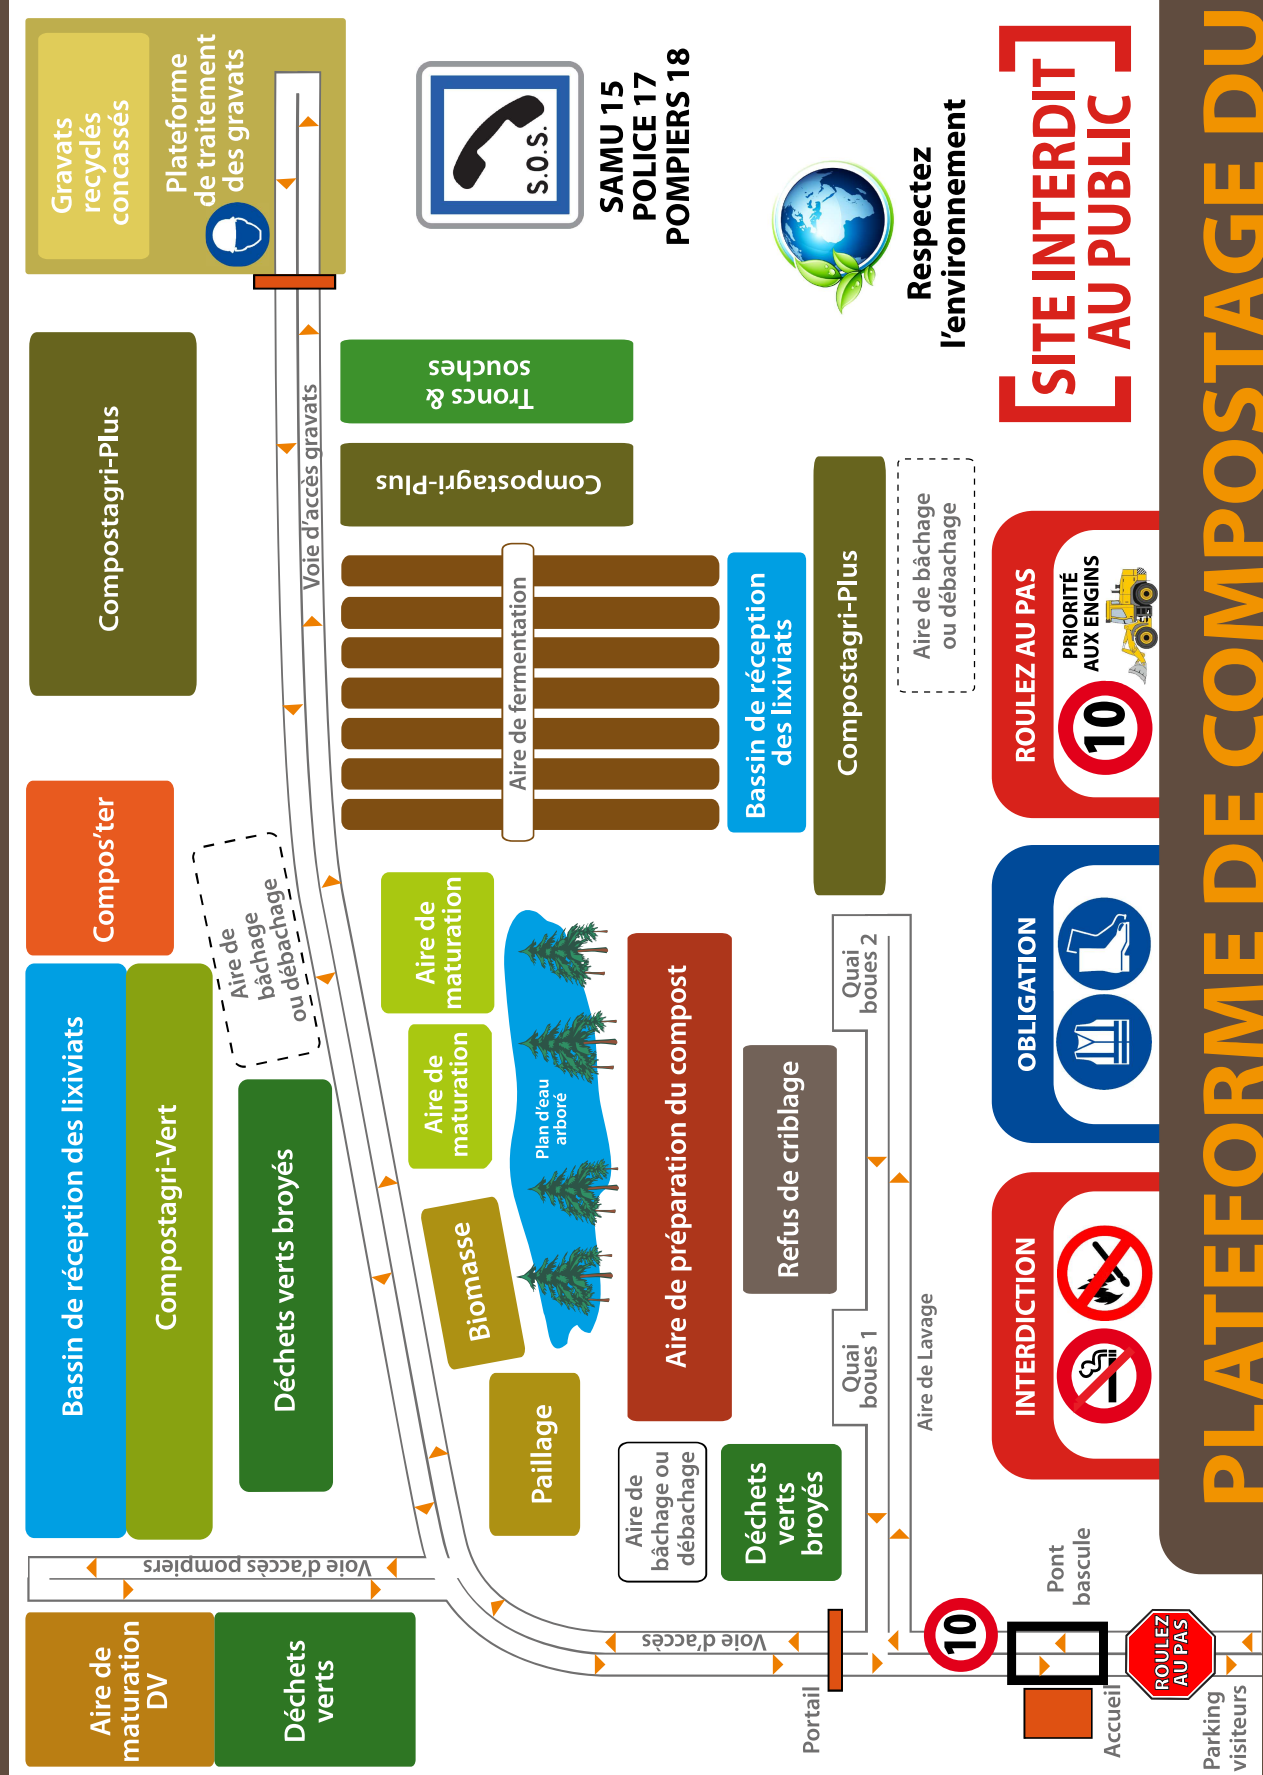 PLATEFORME DE COMPOSTAGE DU
Gravats
recyclés
concassés
Plateforme
de traitement
des gravats
S.O.S.
SAMU 15
POLICE 17
POMPIERS 18
Respectez
l'environnement
SITE INTERDIT
AU PUBLIC
Compostagri-Plus
Voie d'accès gravats
Troncs &
souches
Compostagri-Plus
Aire de fermentation
Bassin de réception
des lixiviats
Compostagri-Plus
Aire de bâchage
ou débachage
ROULEZ AU PAS
10
PRIORITÉ
AUX ENGINS
Compos'ter
Aire de
bâchage
ou débachage
Aire de
maturation
Aire de
maturation
Plan d'eau
arboré
Aire de préparation du compost
Quai
boues 2
Refus de criblage
OBLIGATION
Bassin de réception des lixiviats
Compostagri-Vert
Déchets verts broyés
Biomasse
Paillage
Quai
boues 1
Aire de Lavage
INTERDICTION
Aire de
bâchage ou
débachage
Déchets
verts
broyés
Voie d'accès pompiers
Aire de
maturation
DV
Déchets
verts
Voie d'accès
Portail
10
Pont
bascule
Accueil
ROULEZ
AU PAS
Parking
visiteurs